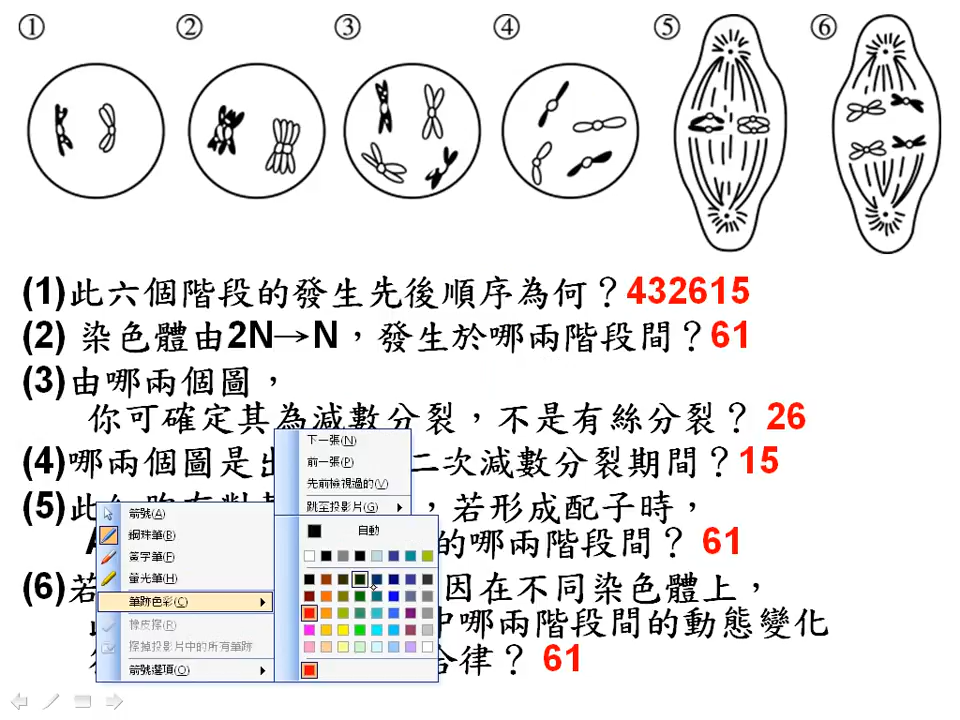 ① ② ③ ④ ⑤ ⑥
(1)此六個階段的發生先後順序為何？432615
(2) 染色體由2N→N，發生於哪兩階段間？61
(3)由哪兩個圖，
你可確定其為減數分裂，不是有絲分裂？ 26
(4)哪兩個圖是出 二次減數分裂期間？15
(5)此 ，若形成配子時，
A 的哪兩階段間？ 61
(6)若 因在不同染色體上，
中哪兩階段間的動態變化
合律？ 61
下一張(N)
前一張(P)
先前檢視過的(V)
跳至投影片(G)
自動
箭號(A)
鋼珠筆(B)
簽字筆(F)
螢光筆(H)
筆跡色彩(C)
橡皮擦(R)
擦掉投影片中的所有筆跡
箭號選項(O)